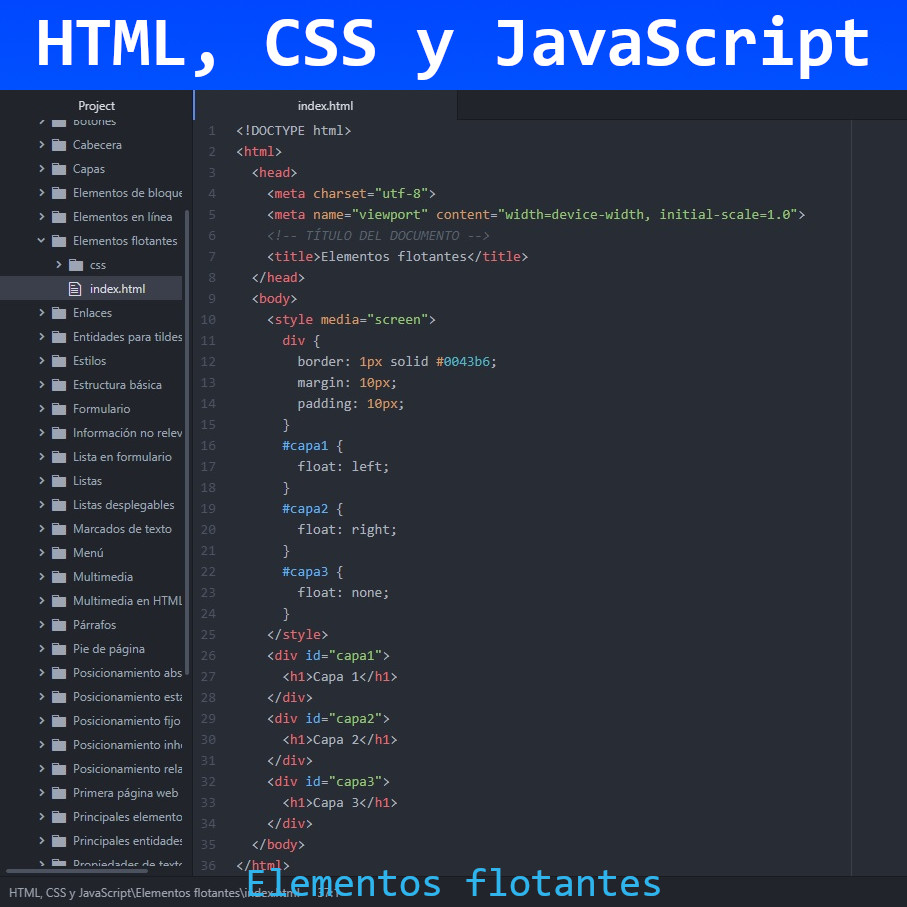 HTML, CSS y JavaScript
Project
index.html
Botones
Cabecera
Capas
Elementos de bloque
Elementos en línea
Elementos flotantes
css
index.html
Enlaces
Entidades para tildes
Estilos
Estructura básica
Formulario
Información no relev
Lista en formulario
Listas
Listas desplegables
Marcados de texto
Menú
Multimedia
Multimedia en HTML
Párrafos
Pie de página
Posicionamiento abs
Posicionamiento está
Posicionamiento fijo
Posicionamiento inhe
Posicionamiento rela
Primera página web
Principales elemento
Principales entidades
Propiedades de texto
1 <!DOCTYPE html>
2 <html>
3 <head>
4 <meta charset="utf-8">
5 <meta name="viewport" content="width=device-width, initial-scale=1.0">
6 <!-- TÍTULO DEL DOCUMENTO -->
7 <title>Elementos flotantes</title>
8 </head>
9 <body>
10 <style media="screen">
11 div {
12 border: 1px solid #0043b6;
13 margin: 10px;
14 padding: 10px;
15 }
16 #capa1 {
17 float: left;
18 }
19 #capa2 {
20 float: right;
21 }
22 #capa3 {
23 float: none;
24 }
25 </style>
26 <div id="capa1">
27 <h1>Capa 1</h1>
28 </div>
29 <div id="capa2">
30 <h1>Capa 2</h1>
31 </div>
32 <div id="capa3">
33 <h1>Capa 3</h1>
34 </div>
35 </body>
36 </html>
HTML, CSS y JavaScript\Elementos flotantes\index.html
Elementos flotantes